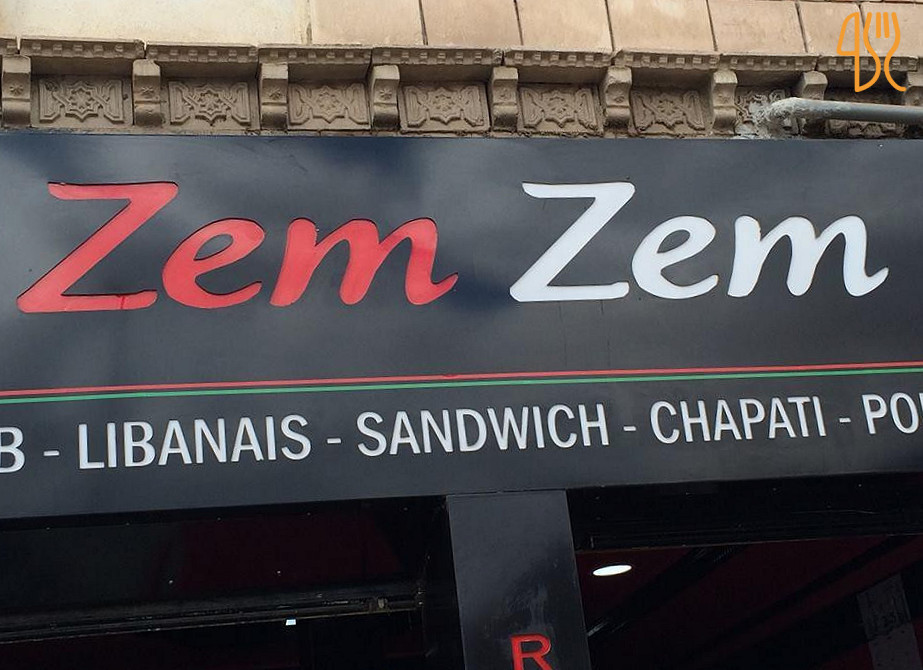 Zem Zem
B - LIBANAIS - SANDWICH - CHAPATI - PO
R